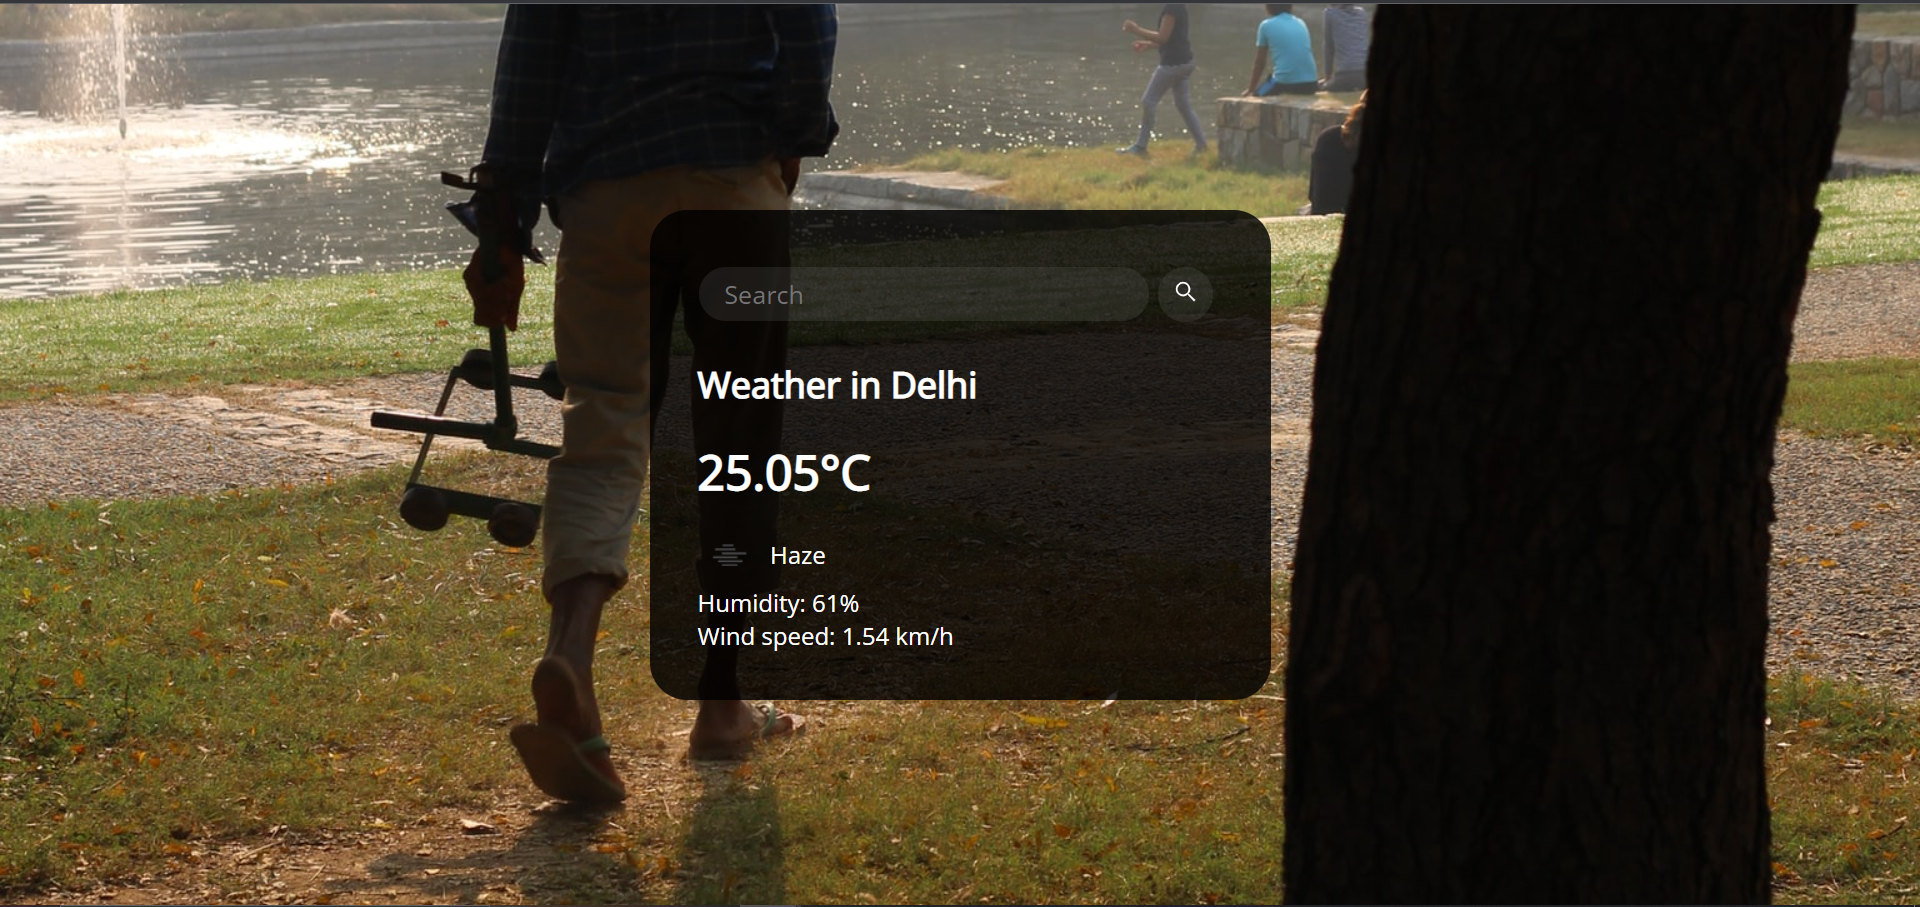 Search
Weather in Delhi
25.05°C
Haze
Humidity: 61%
Wind speed: 1.54 km/h